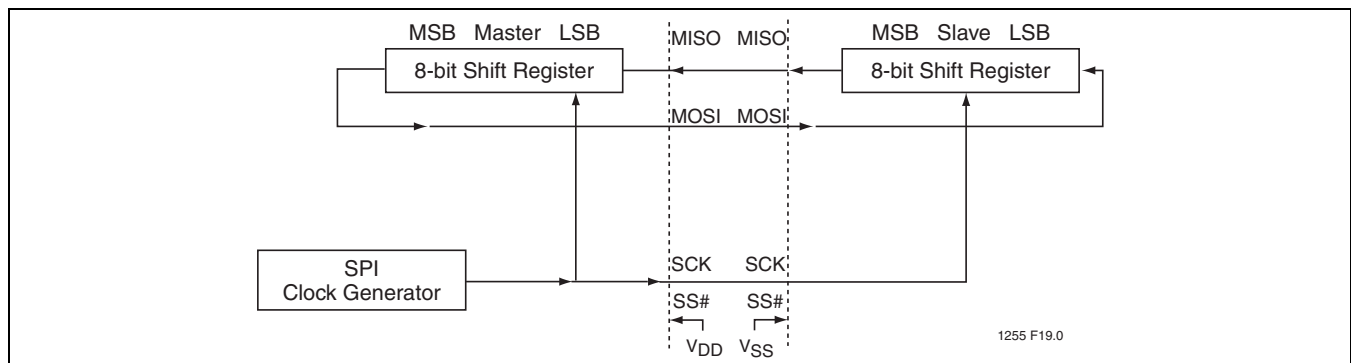 MSB Master LSB
MISO MISO
MSB Slave LSB
8-bit Shift Register
8-bit Shift Register
MOSI MOSI
SPI
Clock Generator
SCK SCK
SS# SS#
VDD VSS
1255 F19.0